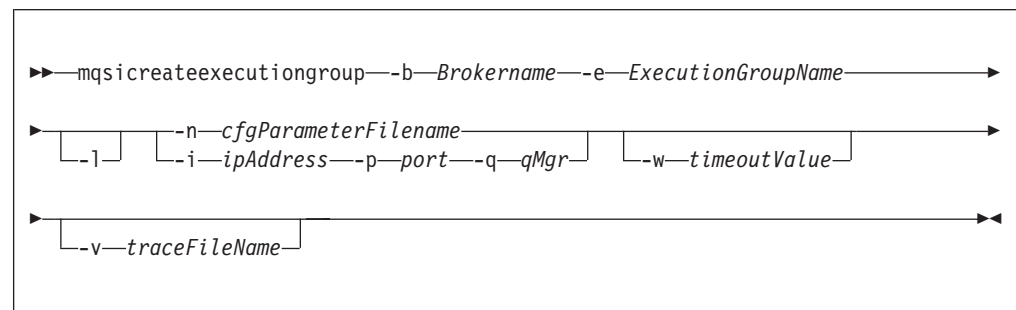 mqsicreateexecutiongroup -b Brokername -e ExecutionGroupName
-l -n cfgParameterFilename
-i ipAddress -p port -q qMgr -w timeoutValue
-v traceFileName